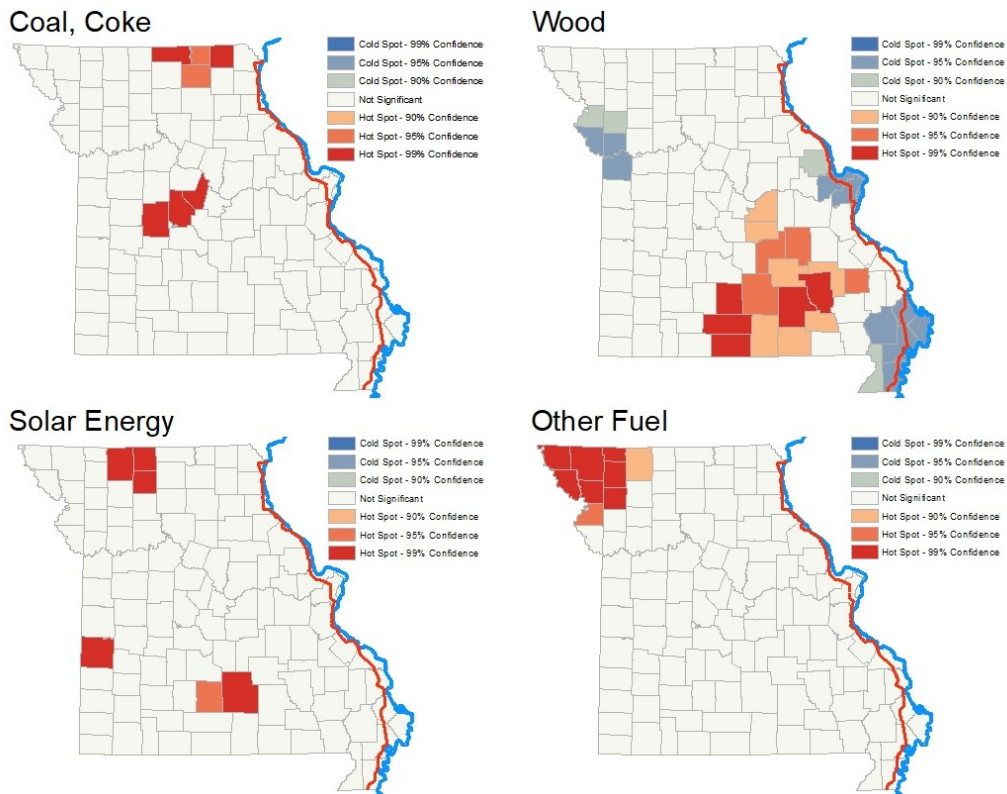 Coal, Coke
Cold Spot - 99% Confidence
Cold Spot - 95% Confidence
Cold Spot - 90% Confidence
Not Significant
Hot Spot - 90% Confidence
Hot Spot - 95% Confidence
Hot Spot - 99% Confidence
Wood
Cold Spot - 99% Confidence
Cold Spot - 95% Confidence
Cold Spot - 90% Confidence
Not Significant
Hot Spot - 90% Confidence
Hot Spot - 95% Confidence
Hot Spot - 99% Confidence
Solar Energy
Cold Spot - 99% Confidence
Cold Spot - 95% Confidence
Cold Spot - 90% Confidence
Not Significant
Hot Spot - 90% Confidence
Hot Spot - 95% Confidence
Hot Spot - 99% Confidence
Other Fuel
Cold Spot - 99% Confidence
Cold Spot - 95% Confidence
Cold Spot - 90% Confidence
Not Significant
Hot Spot - 90% Confidence
Hot Spot - 95% Confidence
Hot Spot - 99% Confidence